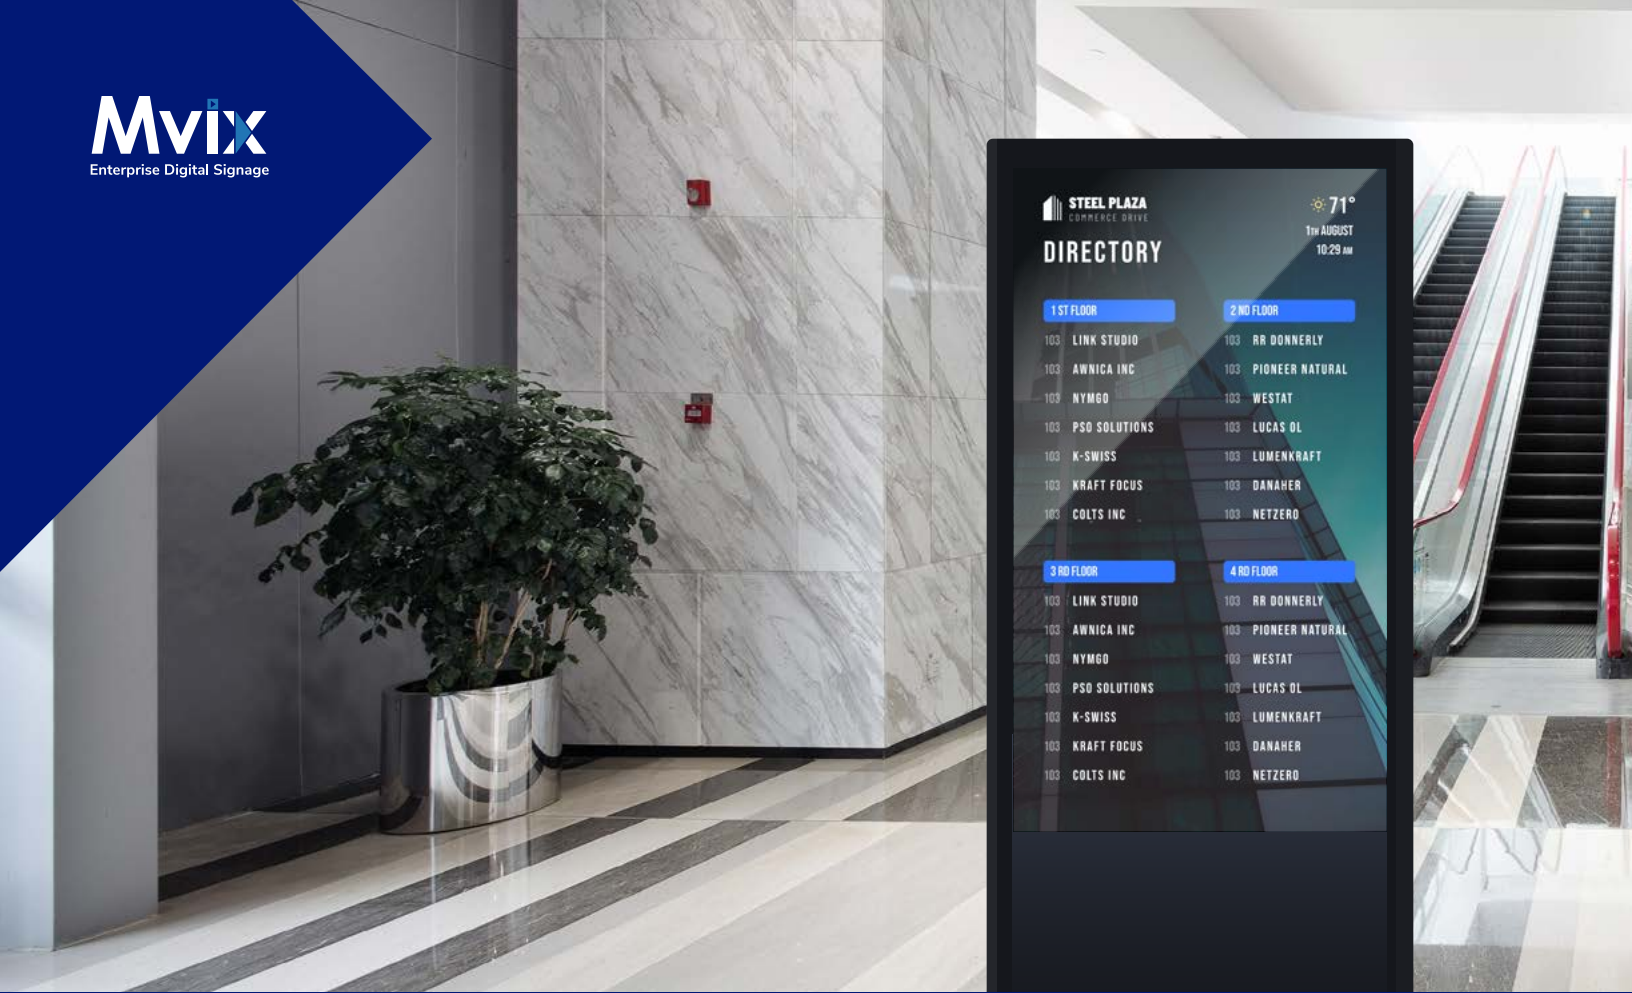 Mvix
Enterprise Digital Signage
STEEL PLAZA
COMMERCE DRIVE
71°
1TH AUGUST
10:29 AM
DIRECTORY
1 ST FLOOR
103 LINK STUDIO
103 AWNICA INC
103 NYMGO
103 PSO SOLUTIONS
103 K-SWISS
103 KRAFT FOCUS
103 COLTS INC
2 ND FLOOR
103 RR DONNERLY
103 PIONEER NATURAL
103 WESTAT
103 LUCAS OL
103 LUMENKRAFT
103 DANAHER
103 NETZERO
3 RD FLOOR
103 LINK STUDIO
103 AWNICA INC
103 NYMGO
103 PSO SOLUTIONS
103 K-SWISS
103 KRAFT FOCUS
103 COLTS INC
4 RD FLOOR
103 RR DONNERLY
103 PIONEER NATURAL
103 WESTAT
103 LUCAS OL
103 LUMENKRAFT
103 DANAHER
103 NETZERO